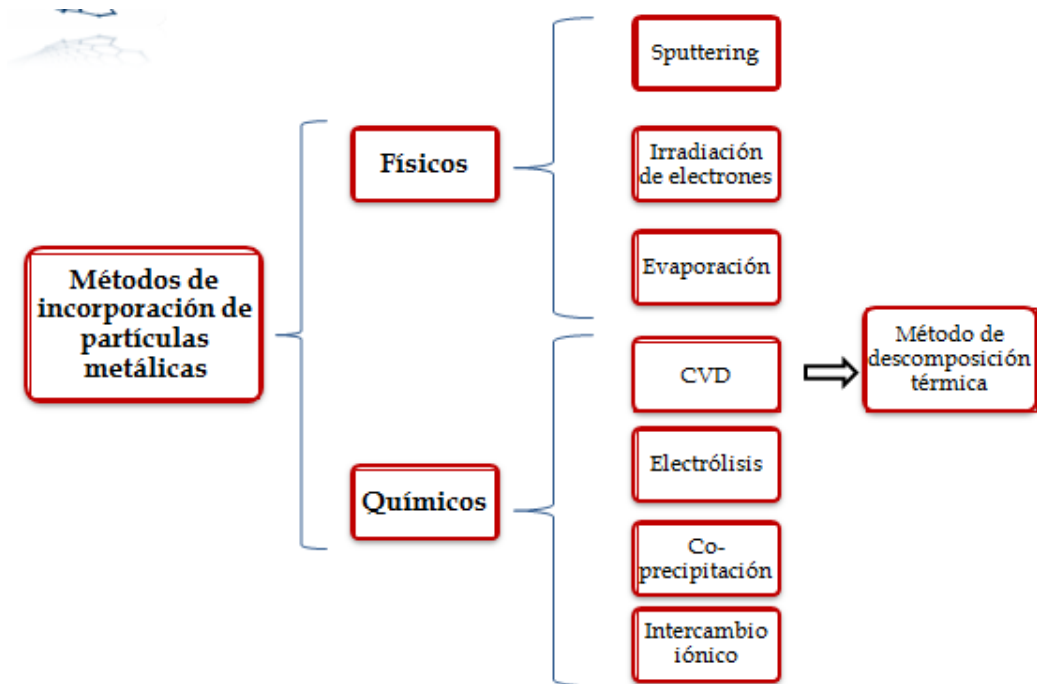 Métodos de
incorporación de
partículas
metálicas
Físicos
Sputtering
Irradiación
de electrones
Evaporación
Químicos
CVD
Método de
descomposición
térmica
Electrólisis
Co-
precipitación
Intercambio
iónico